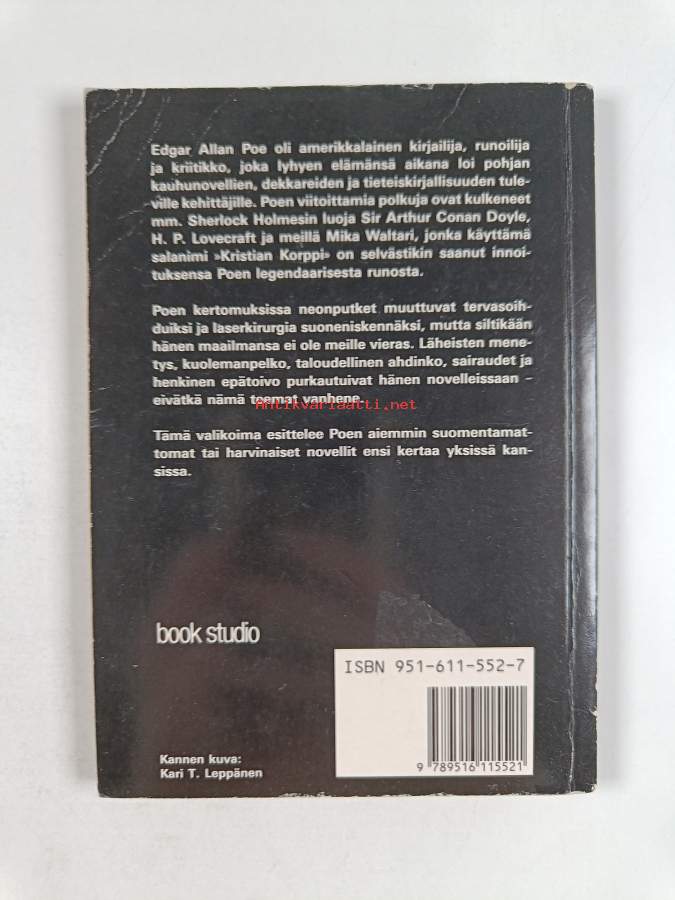 Edgar Allan Poe oli amerikkalainen kirjailija, runoilija
ja kriitikko, joka lyhyen elämänsä aikana loi pohjan
kauhunovellien, dekkareiden ja tieteiskirjallisuuden tule-
ville kehittäjille. Poen viitoittamia polkuja ovat kulkeneet
mm. Sherlock Holmesin luoja Sir Arthur Conan Doyle,
H. P. Lovecraft ja meillä Mika Waltari, jonka käyttämä
salanimi »Kristian Korppi» on selvästikin saanut innoi-
tuksensa Poen legendaarisesta runosta.
Poen kertomuksissa neonputket muuttuvat tervasoih-
duiksi ja laserkirurgia suoneniskennäksi, mutta siltikään
hänen maailmansa ei ole meille vieras. Läheisten mene-
tys, kuolemanpelko, taloudellinen ahdinko, sairaudet ja
henkinen epätoivo purkautuivat hänen novelleissaan –
eivätkä nämä teemat vanhene.
Antikvariaatti.net
Tämä valikoima esittelee Poen aiemmin suomentamat-
tomat tai harvinaiset novellit ensi kertaa yksissä kan-
sissa.
book studio
ISBN 951-611-552-7
9 789516 115521
Kannen kuva:
Kari T. Leppänen